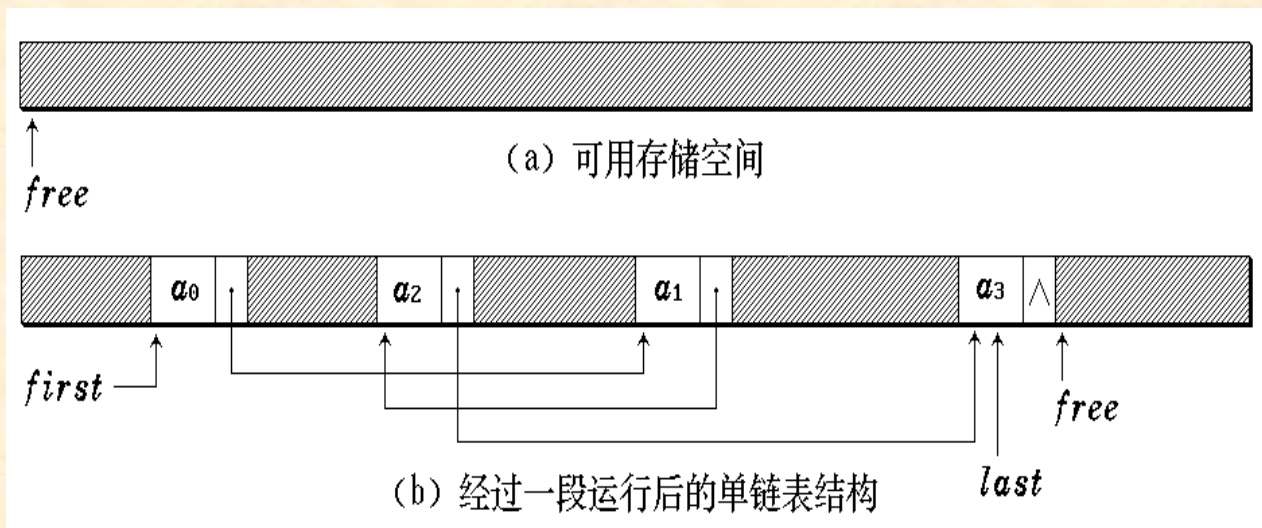 (a) 可用存储空间
free
a0 a2 a1 a3 ∧
first
free
last
(b) 经过一段运行后的单链表结构